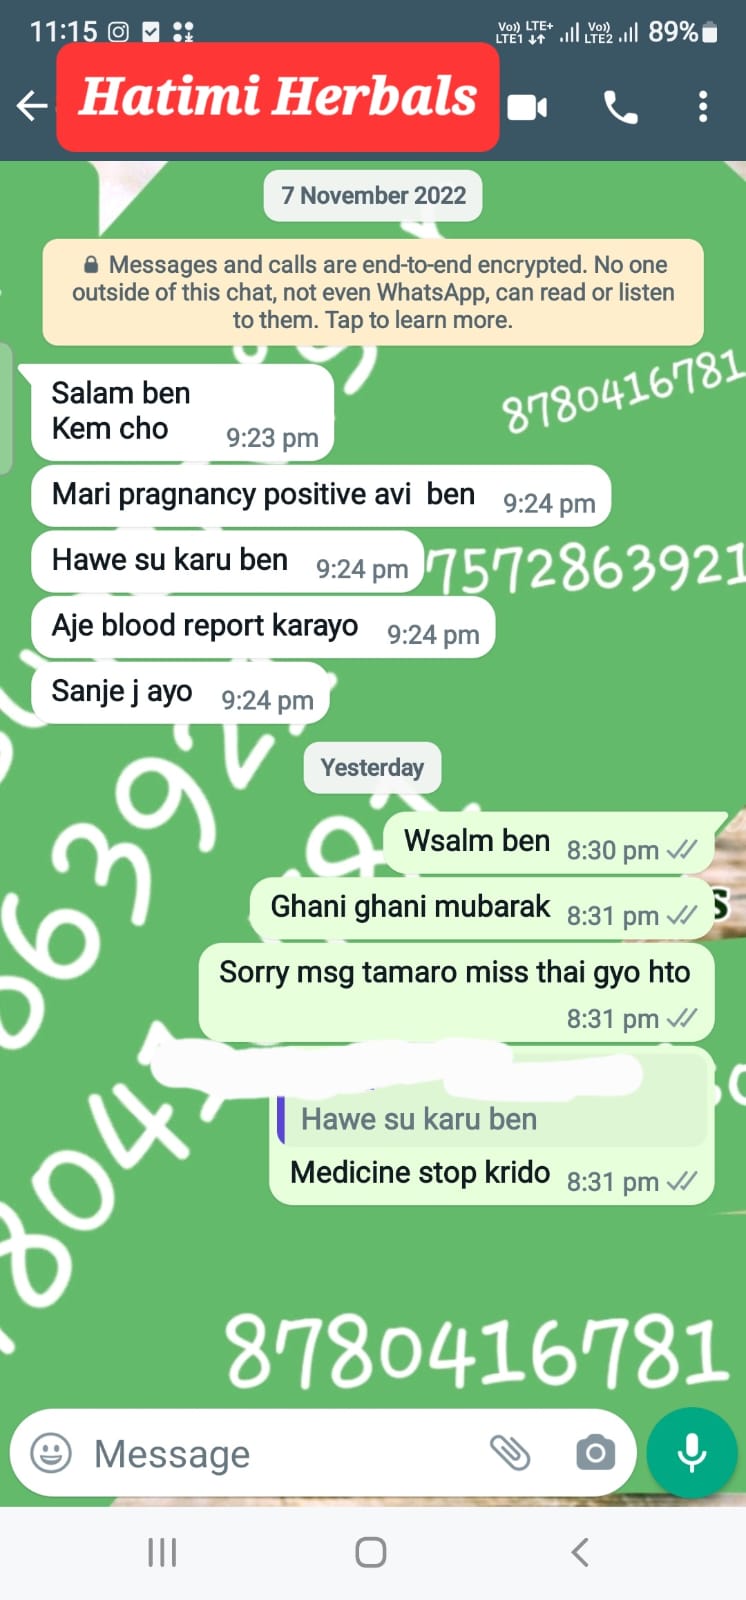 11:15
Voo) LTE+
LTE1
Voo)
LTE2
89%
Hatimi Herbals
7 November 2022
Messages and calls are end-to-end encrypted. No one
outside of this chat, not even WhatsApp, can read or listen
to them. Tap to learn more.
Salam ben
Kem cho
9:23 pm
8780416781
Mari pragnancy positive avi ben 9:24 pm
Hawe su karu ben 9:24 pm
7572863921
Aje blood report karayo 9:24 pm
Sanje j ayo 9:24 pm
Yesterday
Wsalm ben 8:30 pm
Ghani ghani mubarak 8:31 pm
Sorry msg tamaro miss thai gyo hto
8:31 pm
Hawe su karu ben
Medicine stop krido 8:31 pm
8780416781
Message